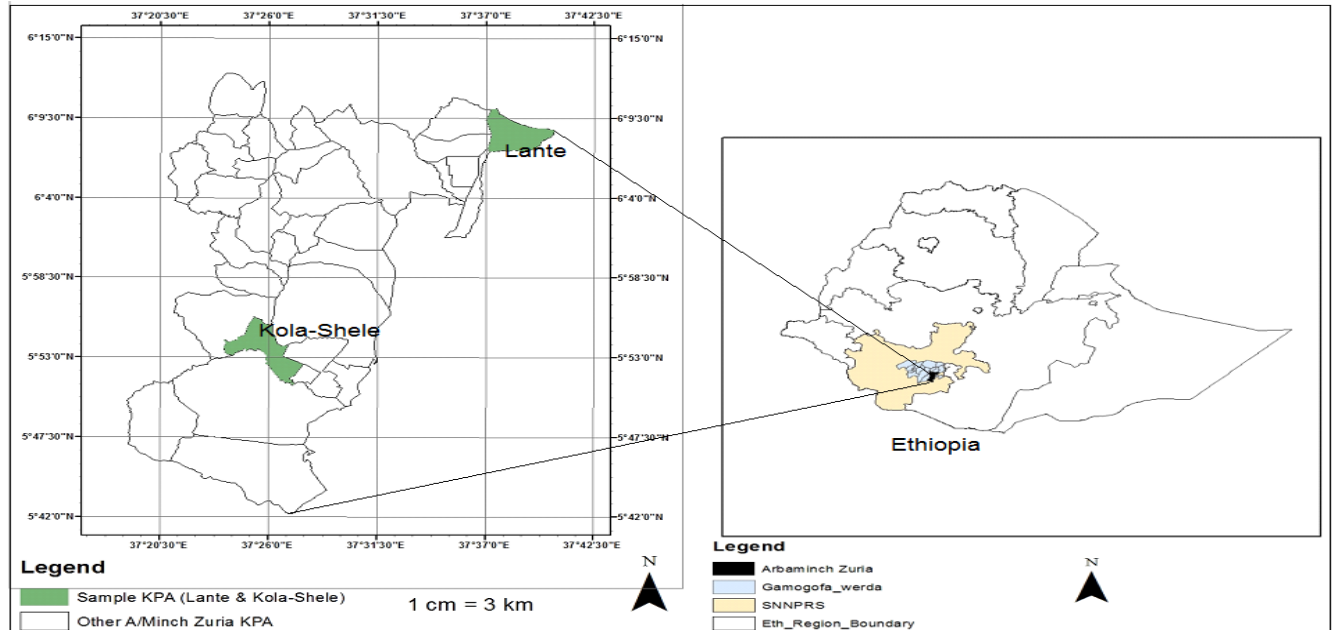 37°20'30"E 37°26'0"E 37°31'30"E 37°37'0"E 37°42'30"E
6°15'0"N 6°15'0"N
6°9'30"N 6°9'30"N
Lante
6°4'0"N 6°4'0"N
5°58'30"N 5°58'30"N
Kola-Shele
5°53'0"N 5°53'0"N
5°47'30"N 5°47'30"N
5°42'0"N 5°42'0"N
37°20'30"E 37°26'0"E 37°31'30"E 37°37'0"E 37°42'30"E
Legend
Sample KPA (Lante & Kola-Shele)
Other A/Minch Zuria KPA
1 cm = 3 km
N
Ethiopia
Legend
Arbaminch Zuria
Gamogofa_werda
SNNPRS
Eth_Region_Boundary
N